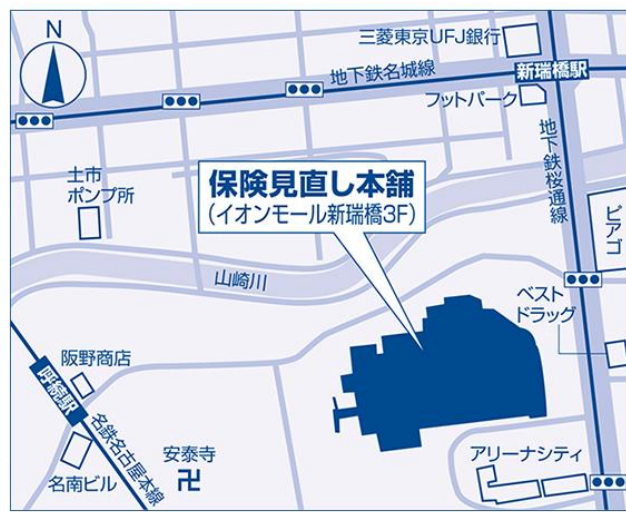 N
三菱東京UFJ銀行
新瑞橋駅
地下鉄名城線
フットパーク
地下鉄桜通線
土市
ポンプ所
保険見直し本舗
(イオンモール新瑞橋3F)
ピアゴ
山崎川
ベスト
ドラッグ
阪野商店
呼続駅
名鉄名古屋本線
安泰寺
卍
名南ビル
アリーナシティ